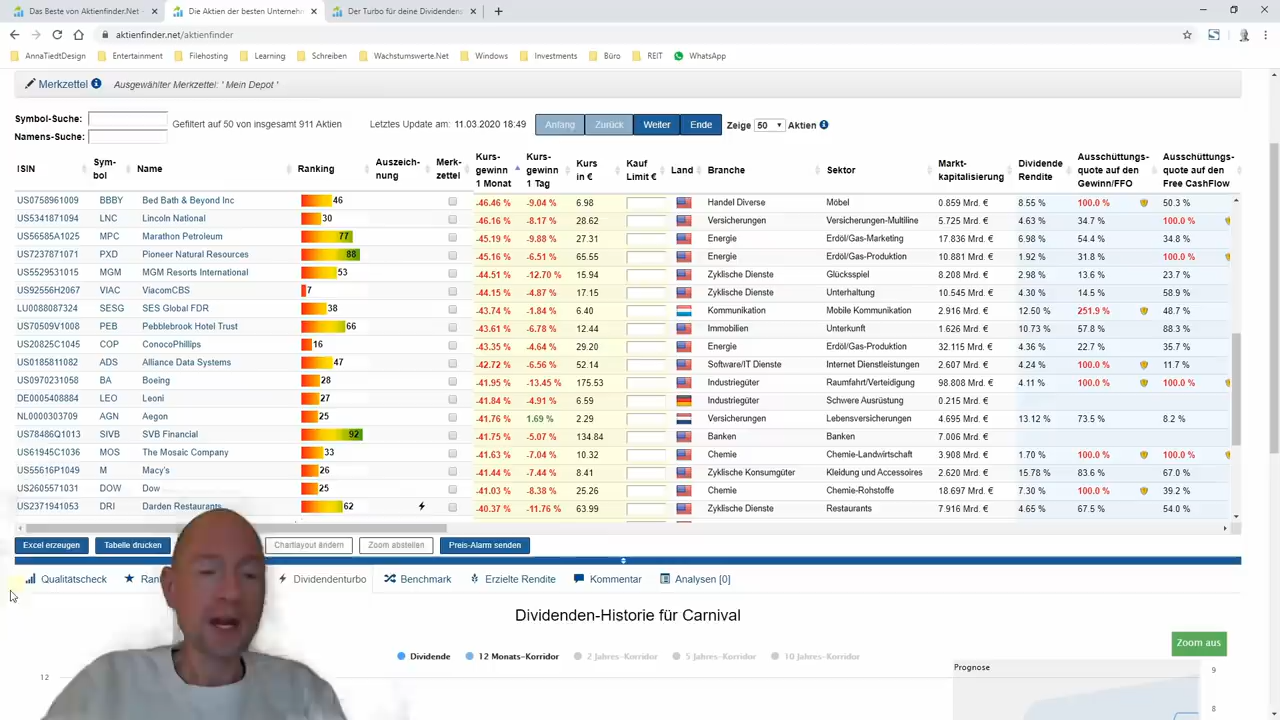 Das Beste von Aktienfinder.Net -
Die Aktien der besten Unternehm
Der Turbo für deine Dividendens
aktienfinder.net/aktienfinder
AnnaTiedtDesign Entertainment Filehosting Learning Schreiben Wachstumswerte.Net Windows Investments Büro REIT WhatsApp
Merkzettel Ausgewählter Merkzettel: ' Mein Depot '
Symbol-Suche:
Namens-Suche:
Gefiltert auf 50 von insgesamt 911 Aktien Letztes Update am: 11.03.2020 18:49 Anfang Zurück Weiter Ende Zeige 50 Aktien
ISIN Sym-bol Name Ranking Auszeich-nung Merk-zettel Kurs-gewinn 1 Monat Kurs-gewinn 1 Tag Kurs in € Kauf Limit € Land Branche Sektor Markt-kapitalisierung Dividende Rendite Ausschüttungs-quote auf den Gewinn/FFO Ausschüttungs-quote auf den Free CashFlow
US0758961009 BBBY Bed Bath & Beyond Inc 46 -46.46 % -9.04 % 6.98 Handel Diverse Möbel 0.859 Mrd. € 8.55 % 100.0 % 50.3 %
US5341871094 LNC Lincoln National 30 -46.16 % -8.17 % 28.62 Versicherungen Versicherungen-Multiline 5.725 Mrd. € 4.63 % 34.7 % 100.0 %
US56585A1025 MPC Marathon Petroleum 77 -45.19 % -9.88 % 27.31 Energie Erdöl/Gas-Marketing 17.836 Mrd. € 6.98 % 54.4 % 34.8 %
US7237871071 PXD Pioneer Natural Resources 88 -45.16 % -6.51 % 65.55 Energie Erdöl/Gas-Produktion 10.881 Mrd. € 1.92 % 31.8 % 100.0 %
US5529531015 MGM MGM Resorts International 53 -44.51 % -12.70 % 15.94 Zyklische Dienste Glücksspiel 8.208 Mrd. € 2.98 % 13.6 % 23.7 %
US92556H2067 VIAC ViacomCBS 7 -44.15 % -4.87 % 17.15 Zyklische Dienste Unterhaltung 10.545 Mrd. € 4.30 % 14.5 % 58.9 %
LU0088087324 SESG SES Global FDR 38 -43.74 % -1.84 % 6.40 Kommunikation Mobile Kommunikation 2.916 Mrd. € 12.50 % 251.9 % 48.7 %
US70509V1008 PEB Pebblebrook Hotel Trust 66 -43.61 % -6.78 % 12.44 Immobilien Unterkunft 1.626 Mrd. € 10.73 % 57.8 % 88.3 %
US20825C1045 COP ConocoPhillips 16 -43.35 % -4.64 % 29.20 Energie Erdöl/Gas-Produktion 32.115 Mrd. € 4.36 % 22.7 % 35.7 %
US0185811082 ADS Alliance Data Systems 47 -42.72 % -6.56 % 52.14 Software/IT Dienste Internet Dienstleistungen 2.607 Mrd. € 4.24 % 100.0 % 11.7 %
US0970231058 BA Boeing 28 -41.95 % -13.45 % 175.53 Industriegüter Raumfahrt/Verteidigung 98.808 Mrd. € 4.11 % 100.0 % 100.0 %
DE0005408884 LEO Leoni 27 -41.84 % -4.91 % 6.59 Industriegüter Schwere Ausrüstung 0.215 Mrd. €
NL0000303709 AGN Aegon 25 -41.76 % 1.69 % 2.29 Versicherungen Lebensversicherungen 4.695 Mrd. € 13.12 % 73.5 % 8.2 %
US78486Q1013 SIVB SVB Financial 92 -41.75 % -5.07 % 134.84 Banken Banken 7.006 Mrd. €
US61945C1036 MOS The Mosaic Company 33 -41.63 % -7.04 % 10.32 Chemie Chemie-Landwirtschaft 3.908 Mrd. € 1.70 % 100.0 % 100.0 %
US55616P1049 M Macy's 26 -41.44 % -7.44 % 8.41 Zyklische Konsumgüter Kleidung und Accessoires 2.620 Mrd. € 15.78 % 83.6 % 67.0 %
US2605571031 DOW Dow 25 -41.03 % -8.38 % 25.26 Chemie Chemie-Rohstoffe 18.697 Mrd. € 7.30 % 100.0 % 39.2 %
US2371941053 DRI Darden Restaurants 62 -40.37 % -11.76 % 63.99 Zyklische Dienste Restaurants 7.916 Mrd. € 4.65 % 67.5 % 54.0 %
Excel erzeugen Tabelle drucken Chartlayout ändern Zoom abstellen Preis-Alarm senden
Qualitätscheck Ran Dividendenturbo Benchmark Erzielte Rendite Kommentar Analysen [0]
Dividenden-Historie für Carnival
Zoom aus
Dividende 12 Monats-Korridor 2 Jahres-Korridor 5 Jahres-Korridor 10 Jahres-Korridor
Prognose
12 9
8